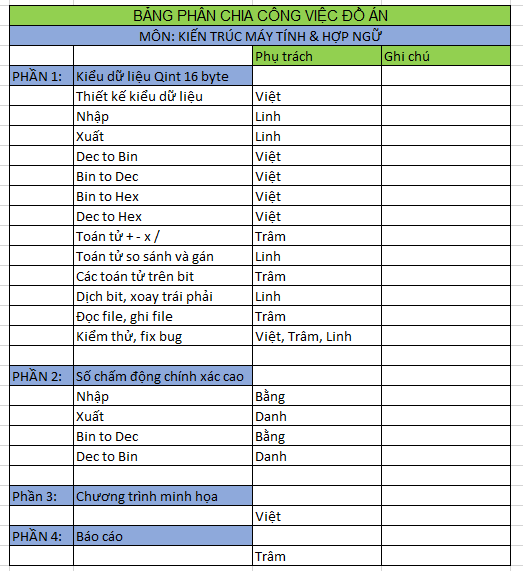 BẢNG PHÂN CHIA CÔNG VIỆC ĐỒ ÁN
MÔN: KIẾN TRÚC MÁY TÍNH & HỢP NGỮ
Phụ trách Ghi chú
PHẦN 1: Kiểu dữ liệu Qint 16 byte
Thiết kế kiểu dữ liệu Việt
Nhập Linh
Xuất Linh
Dec to Bin Việt
Bin to Dec Việt
Bin to Hex Việt
Dec to Hex Việt
Toán tử + - x / Trâm
Toán tử so sánh và gán Linh
Các toán tử trên bit Trâm
Dịch bit, xoay trái phải Linh
Đọc file, ghi file Trâm
Kiểm thử, fix bug Việt, Trâm, Linh
PHẦN 2: Số chấm động chính xác cao
Nhập Bằng
Xuất Danh
Bin to Dec Bằng
Dec to Bin Danh
Phần 3: Chương trình minh họa
Việt
PHẦN 4: Báo cáo
Trâm